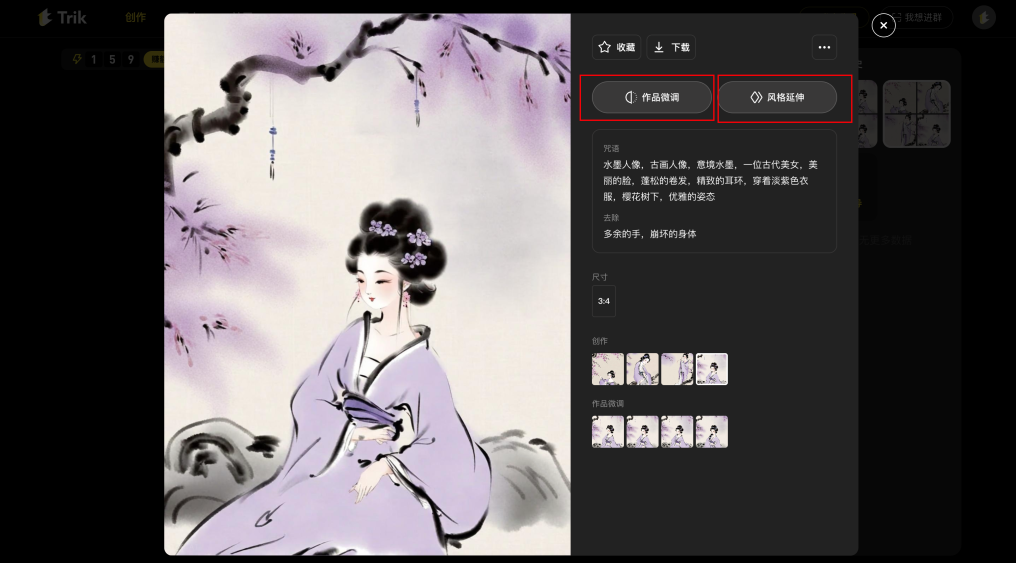 Trik
创作
我想进群
1 5 9
收藏
下载
作品微调
风格延伸
咒语
水墨人像，古画人像，意境水墨，一位古代美女，美
丽的脸，蓬松的卷发，精致的耳环，穿着淡紫色衣
服，樱花树下，优雅的姿态
去除
多余的手，崩坏的身体
尺寸
3:4
创作
作品微调